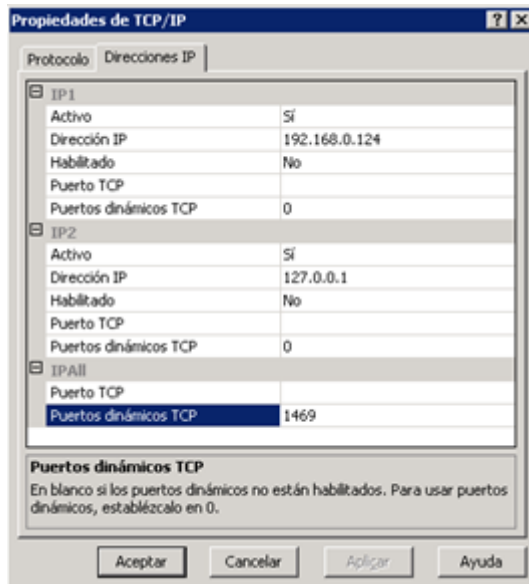 Propiedades de TCP/IP
Protocolo Direcciones IP
IP1
Activo Sí
Dirección IP 192.168.0.124
Habilitado No
Puerto TCP
Puertos dinámicos TCP 0
IP2
Activo Sí
Dirección IP 127.0.0.1
Habilitado No
Puerto TCP
Puertos dinámicos TCP 0
IPAll
Puerto TCP
Puertos dinámicos TCP 1469
Puertos dinámicos TCP
En blanco si los puertos dinámicos no están habilitados. Para usar puertos
dinámicos, establézcalo en 0.
Aceptar Cancelar Aplicar Ayuda